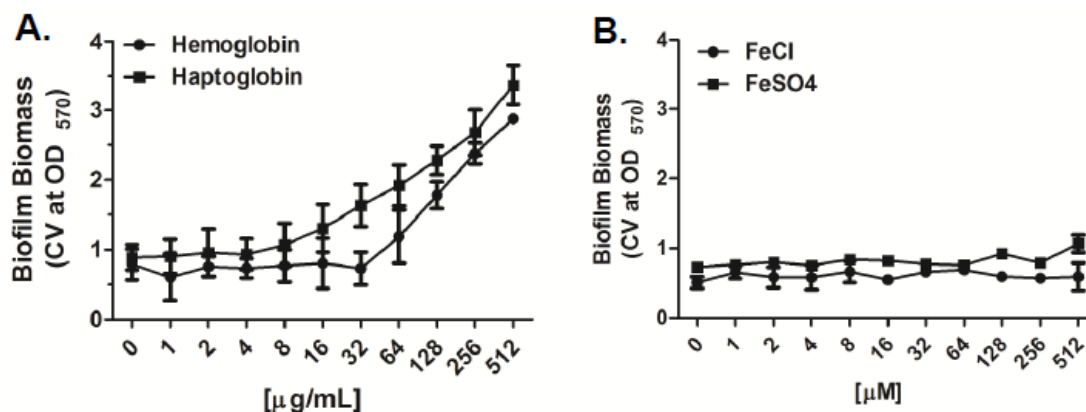 A.
Hemoglobin
Haptoglobin
Biofilm Biomass
(CV at OD 570)
4
3
2
1
0
0 1 2 4 8 16 32 64 128 256 512
[μg/mL]
B.
FeCl
FeSO4
Biofilm Biomass
(CV at OD 570)
4
3
2
1
0
0 1 2 4 8 16 32 64 128 256 512
[μM]